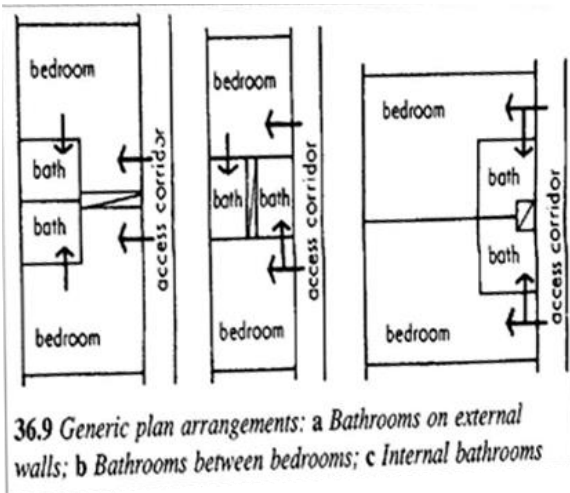 bedroom
bath
bath
bedroom
access corridor
bedroom
bath bath
bedroom
access corridor
bedroom
bath
bath
bedroom
access corridor
36.9 Generic plan arrangements: a Bathrooms on external
walls; b Bathrooms between bedrooms; c Internal bathrooms